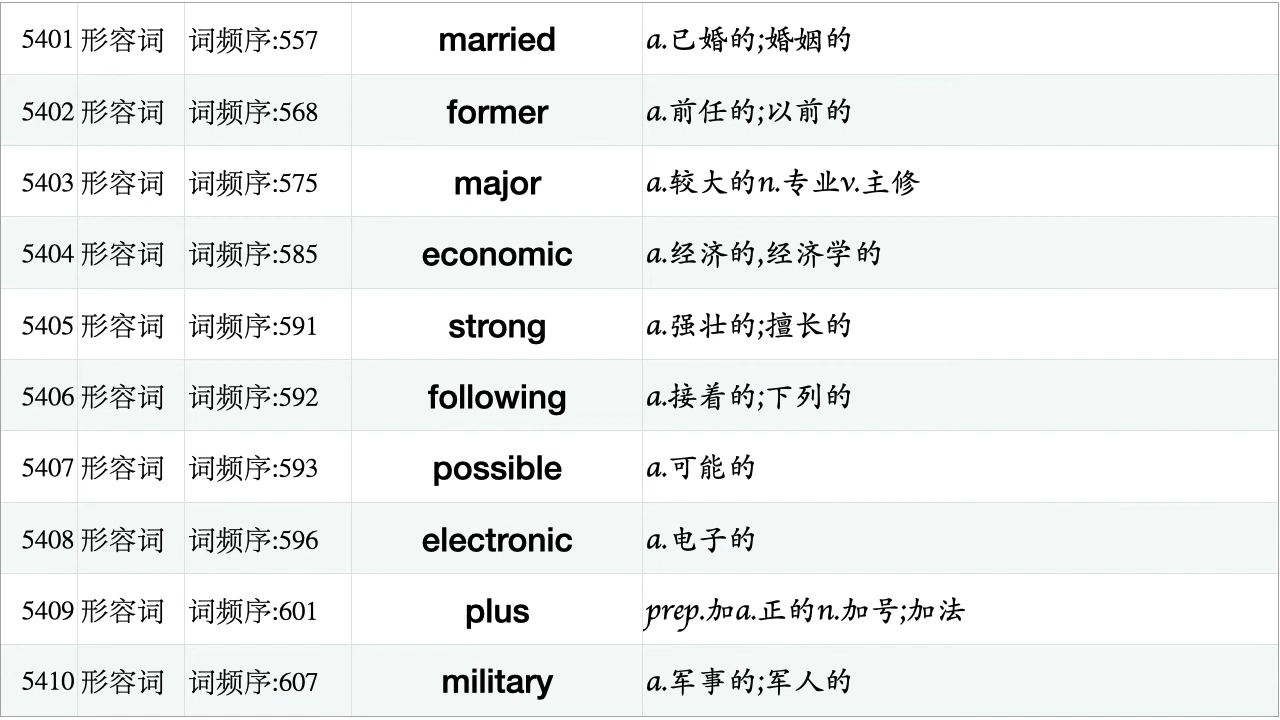 5401 形容词 词频序:557 married a.已婚的;婚姻的
5402 形容词 词频序:568 former a.前任的;以前的
5403 形容词 词频序:575 major a.较大的n.专业v.主修
5404 形容词 词频序:585 economic a.经济的,经济学的
5405 形容词 词频序:591 strong a.强壮的;擅长的
5406 形容词 词频序:592 following a.接着的;下列的
5407 形容词 词频序:593 possible a.可能的
5408 形容词 词频序:596 electronic a.电子的
5409 形容词 词频序:601 plus prep.加a.正的n.加号;加法
5410 形容词 词频序:607 military a.军事的;军人的